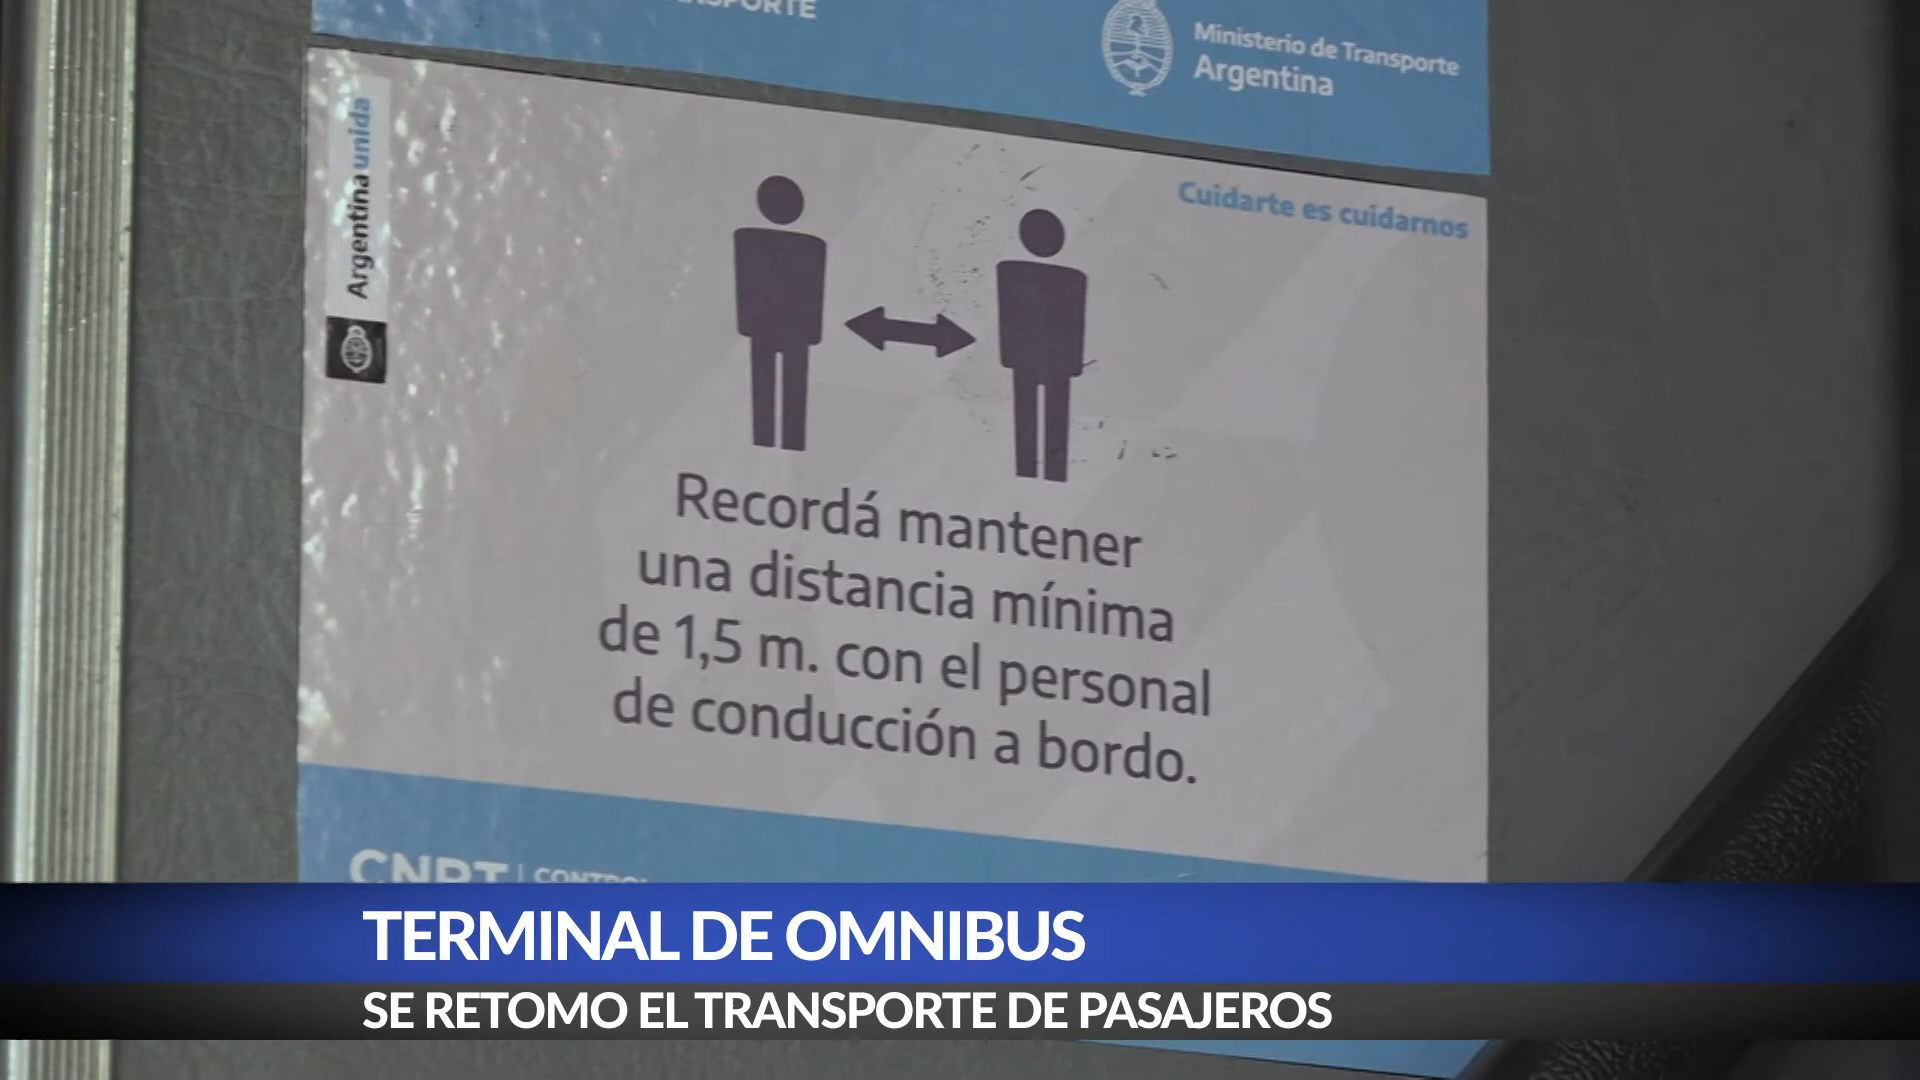 Ministerio de Transporte
Argentina
Argentina unida
Cuidarte es cuidarnos
Recordá mantener
una distancia mínima
de 1,5 m. con el personal
de conducción a bordo.
CNRT
TERMINAL DE OMNIBUS
SE RETOMO EL TRANSPORTE DE PASAJEROS